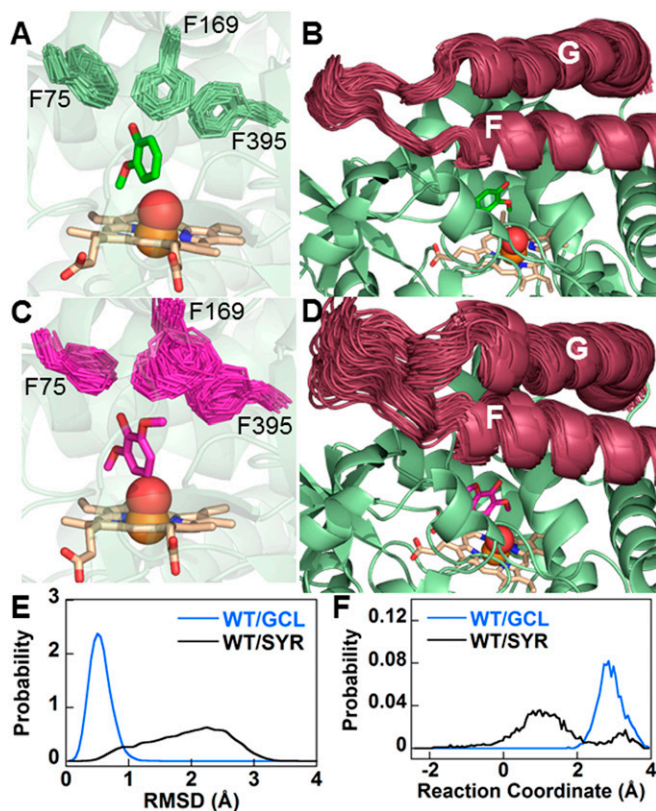 A
F169
F75
F395
B
G
F
C
F169
F75
F395
D
G
F
E
3
2
1
0
Probability
WT/GCL
WT/SYR
0 1 2 3 4
RMSD (Å)
F
0.12
0.08
0.04
0
Probability
WT/GCL
WT/SYR
-2 0 2 4
Reaction Coordinate (Å)